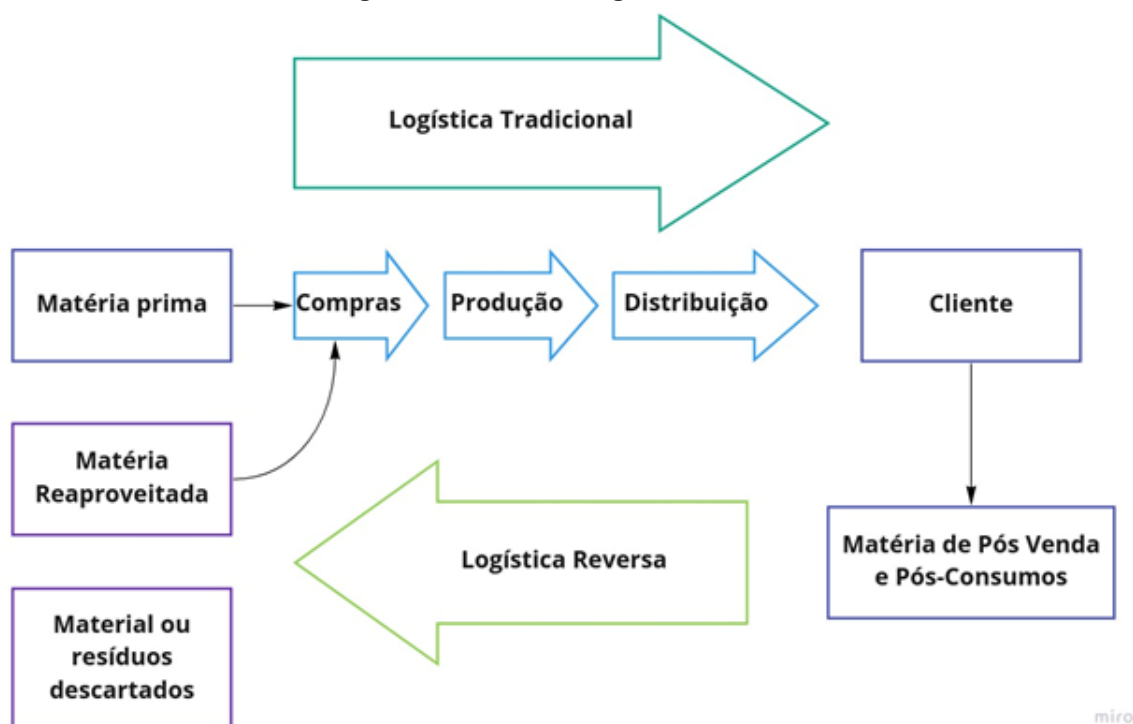 Logística Tradicional
Matéria prima
Compras
Produção
Distribuição
Cliente
Matéria
Reaproveitada
Logística Reversa
Matéria de Pós Venda
e Pós-Consumos
Material ou
resíduos
descartados
miro